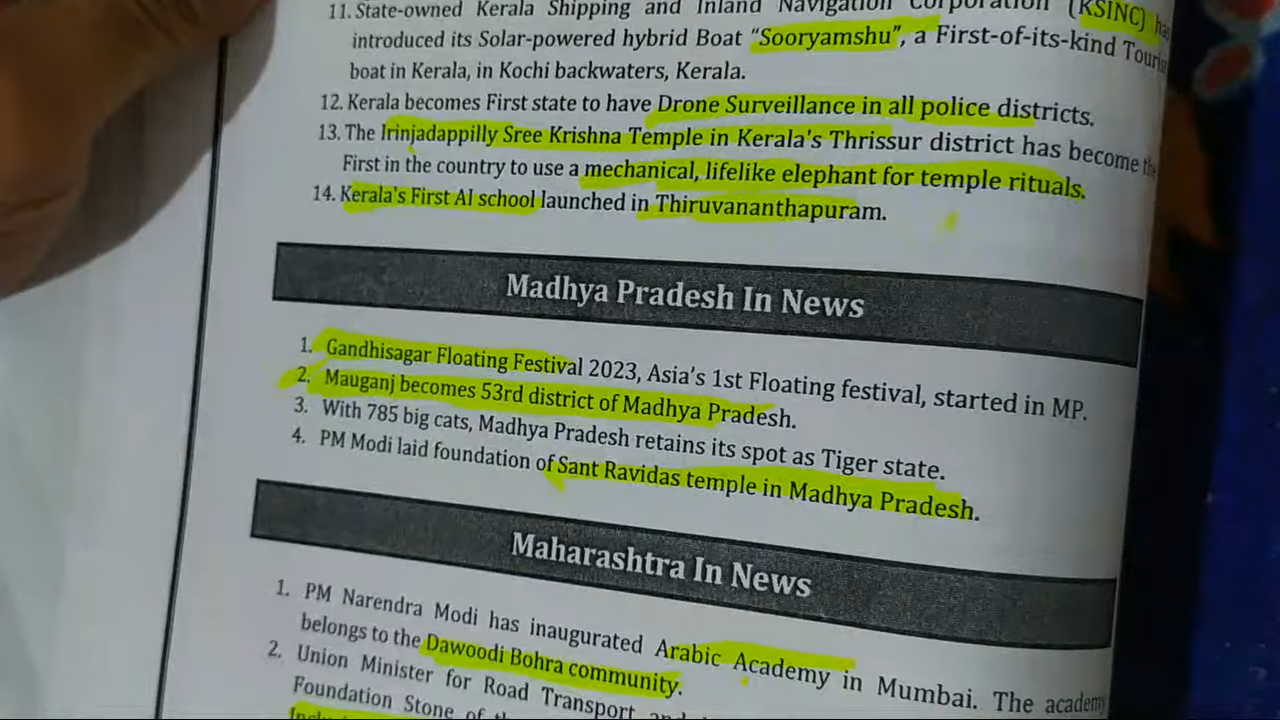 11. State-owned Kerala Shipping and Inland Navigation Corporation (KSINC) has
introduced its Solar-powered hybrid Boat “Sooryamshu”, a First-of-its-kind Tourist
boat in Kerala, in Kochi backwaters, Kerala.
12. Kerala becomes First state to have Drone Surveillance in all police districts.
13. The Irinjadappilly Sree Krishna Temple in Kerala's Thrissur district has become the
First in the country to use a mechanical, lifelike elephant for temple rituals.
14. Kerala's First AI school launched in Thiruvananthapuram.
Madhya Pradesh In News
1. Gandhisagar Floating Festival 2023, Asia’s 1st Floating festival, started in MP.
2. Mauganj becomes 53rd district of Madhya Pradesh.
3. With 785 big cats, Madhya Pradesh retains its spot as Tiger state.
4. PM Modi laid foundation of Sant Ravidas temple in Madhya Pradesh.
Maharashtra In News
1. PM Narendra Modi has inaugurated Arabic Academy in Mumbai. The academy
belongs to the Dawoodi Bohra community.
2. Union Minister for Road Transport and
Foundation Stone of